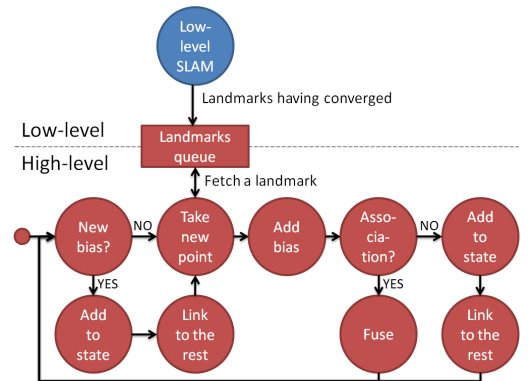 Low-
level
SLAM
Landmarks having converged
Low-level
Landmarks
queue
High-level
Fetch a landmark
New
bias?
NO
Take
new
point
Add
bias
Asso-
cia-
tion?
NO
Add
to
state
YES
YES
Add
to
state
Link
to the
rest
Fuse
Link
to the
rest